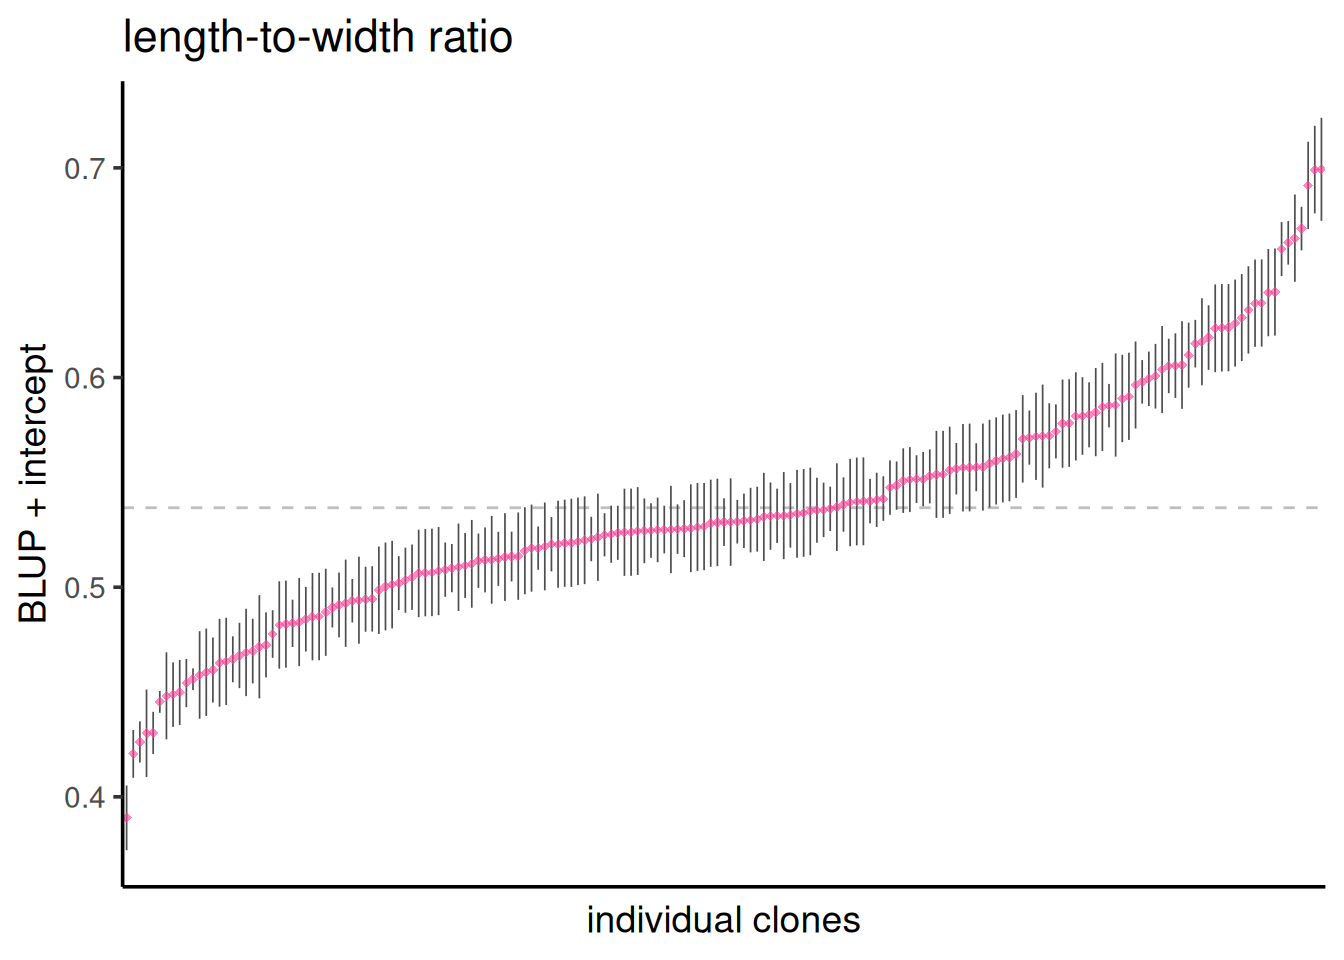 length-to-width ratio
BLUP + intercept
0.7
0.6
0.5
0.4
individual clones